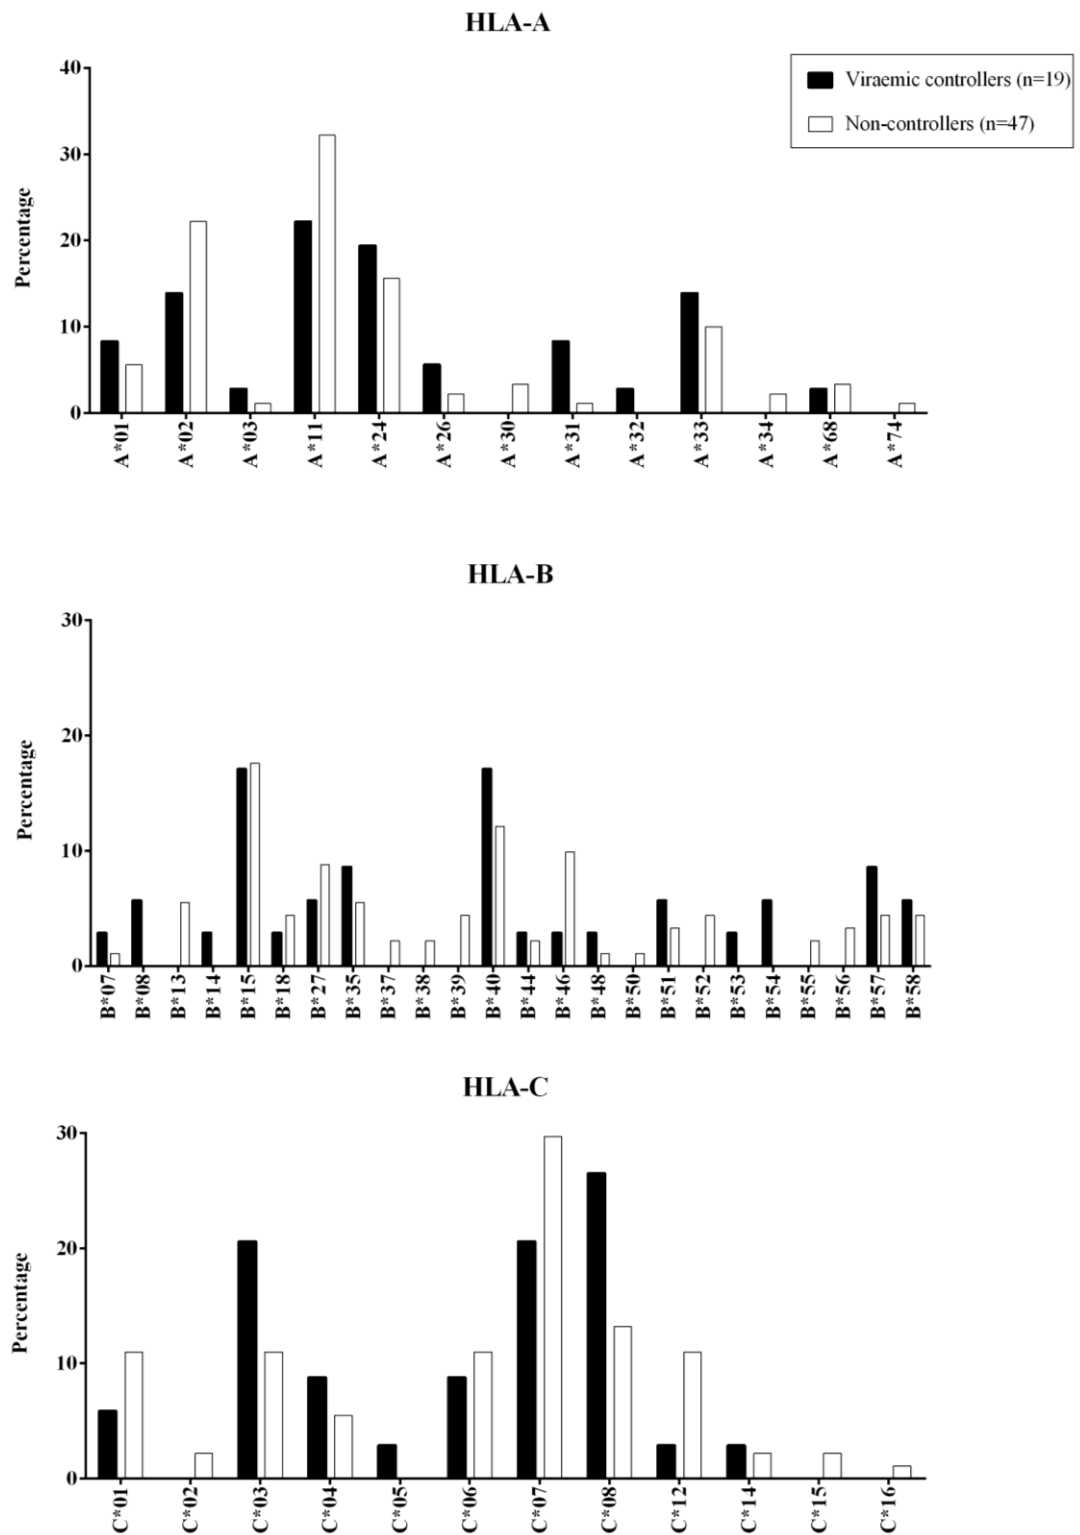 HLA-A
Viraemic controllers (n=19)
Non-controllers (n=47)
Percentage
40
30
20
10
0
A*01 A*02 A*03 A*11 A*24 A*26 A*30 A*31 A*32 A*33 A*34 A*68 A*74
HLA-B
Percentage
30
20
10
0
B*07 B*08 B*13 B*14 B*15 B*18 B*27 B*35 B*37 B*38 B*39 B*40 B*44 B*46 B*48 B*50 B*51 B*52 B*53 B*54 B*55 B*56 B*57 B*58
HLA-C
Percentage
30
20
10
0
C*01 C*02 C*03 C*04 C*05 C*06 C*07 C*08 C*12 C*14 C*15 C*16